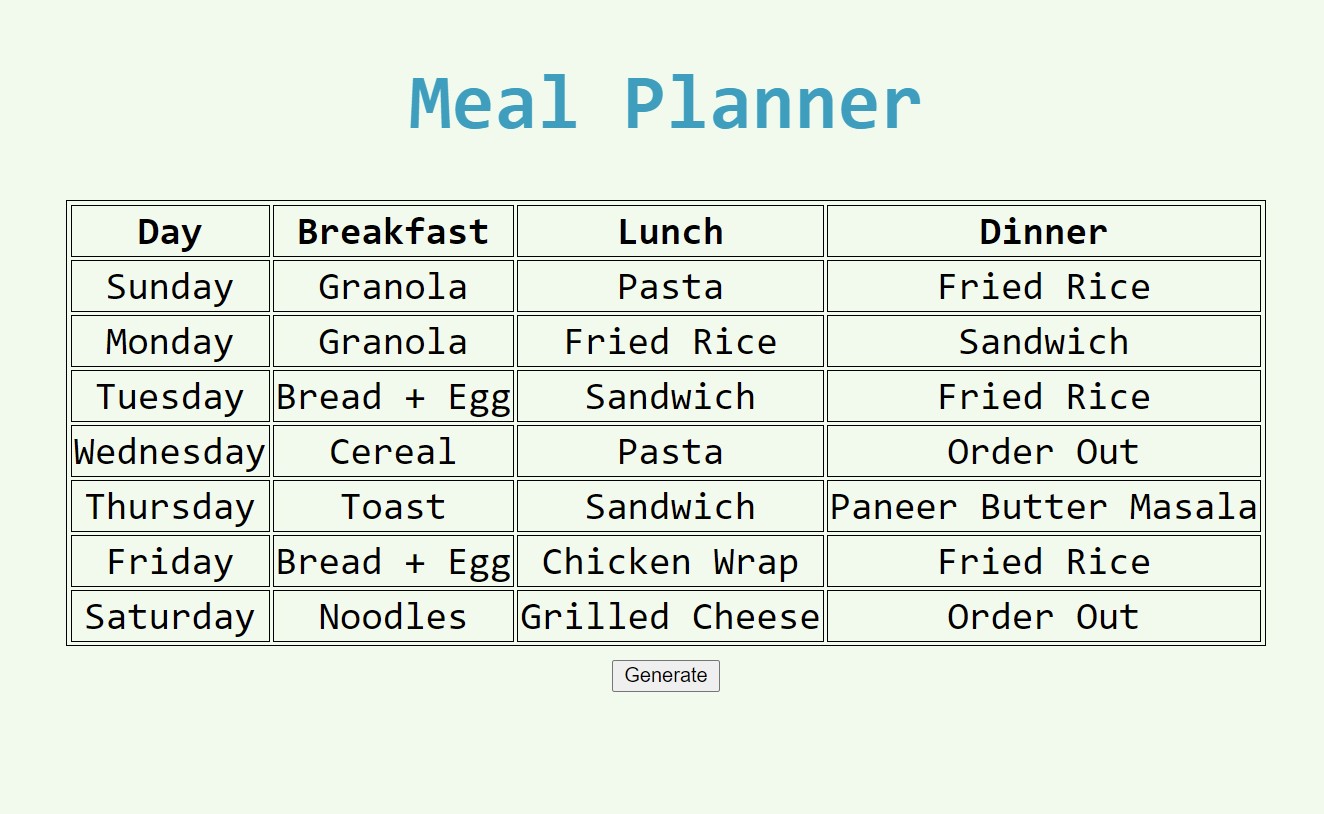 Meal Planner
Day Breakfast Lunch Dinner
Sunday Granola Pasta Fried Rice
Monday Granola Fried Rice Sandwich
Tuesday Bread + Egg Sandwich Fried Rice
Wednesday Cereal Pasta Order Out
Thursday Toast Sandwich Paneer Butter Masala
Friday Bread + Egg Chicken Wrap Fried Rice
Saturday Noodles Grilled Cheese Order Out
Generate